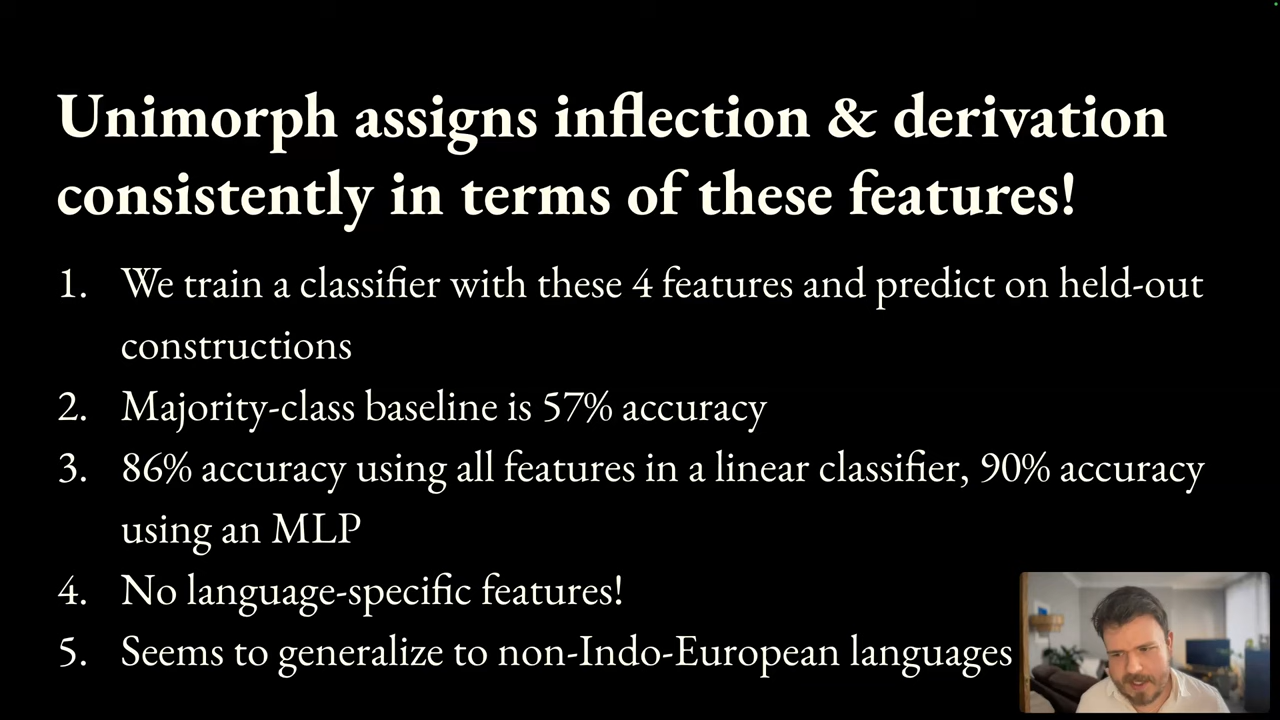 Unimorph assigns inflection & derivation
consistently in terms of these features!
1. We train a classifier with these 4 features and predict on held-out
constructions
2. Majority-class baseline is 57% accuracy
3. 86% accuracy using all features in a linear classifier, 90% accuracy
using an MLP
4. No language-specific features!
5. Seems to generalize to non-Indo-European languages